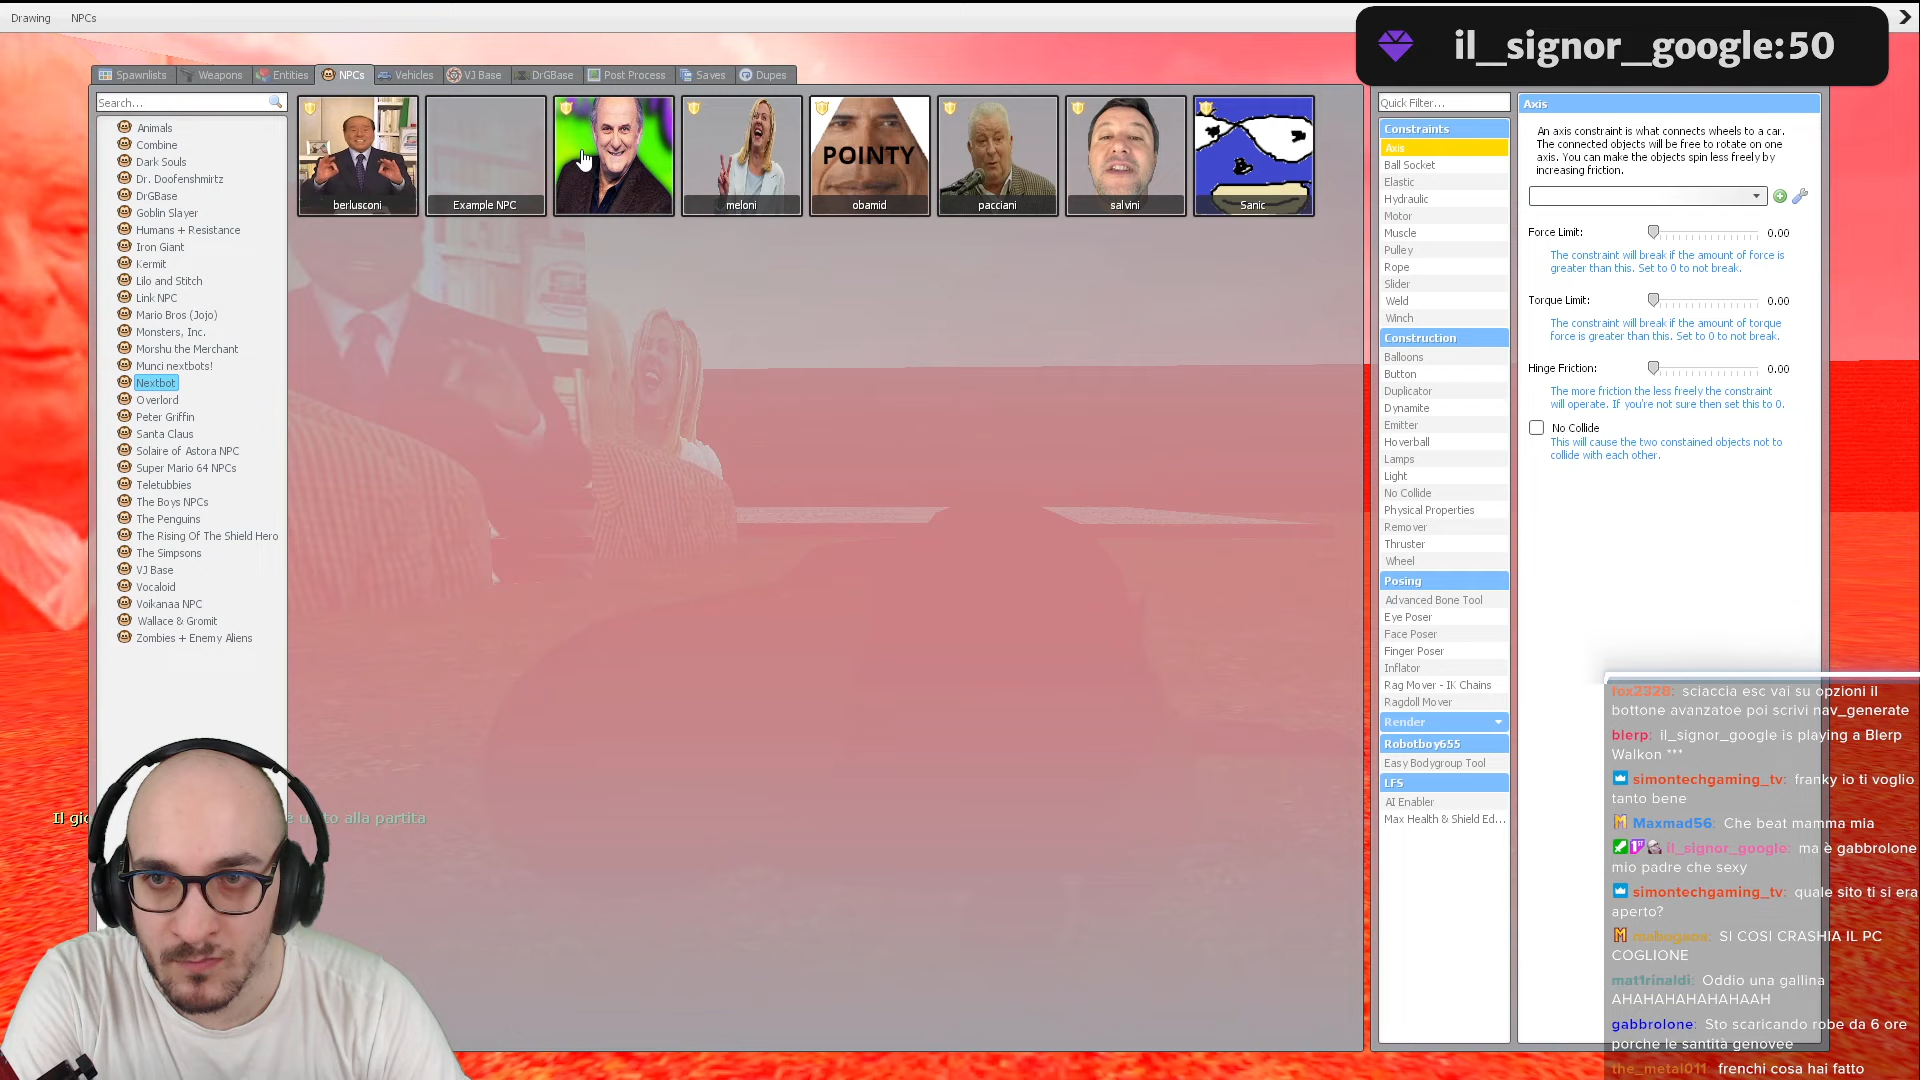 Drawing NPCs
il__signor__google:50
Spawnlists Weapons Entities NPCs Vehicles VJ Base DrGBase Post Process Saves Dupes
Search...
Animals
Combine
Dark Souls
Dr. Doofenshmirtz
DrGBase
Goblin Slayer
Humans + Resistance
Iron Giant
Kermit
Lilo and Stitch
Link NPC
Mario Bros (Jojo)
Monsters, Inc.
Morshu the Merchant
Munci nextbots!
Nextbot
Overlord
Peter Griffin
Santa Claus
Solaire of Astora NPC
Super Mario 64 NPCs
Teletubbies
The Boys NPCs
The Penguins
The Rising Of The Shield Hero
The Simpsons
VJ Base
Vocaloid
Voikanaa NPC
Wallace & Gromit
Zombies + Enemy Aliens
berlusconi
Example NPC
meloni
POINTY
obamid
pacciani
salvini
Sanic
Il gio
alla partita
Quick Filter...
Constraints
Axis
Ball Socket
Elastic
Hydraulic
Motor
Muscle
Pulley
Rope
Slider
Weld
Winch
Construction
Balloons
Button
Duplicator
Dynamite
Emitter
Hoverball
Lamps
Light
No Collide
Physical Properties
Remover
Thruster
Wheel
Posing
Advanced Bone Tool
Eye Poser
Face Poser
Finger Poser
Inflator
Rag Mover - IK Chains
Ragdoll Mover
Render
Robotboy655
Easy Bodygroup Tool
LFS
AI Enabler
Max Health & Shield Ed...
Axis
An axis constraint is what connects wheels to a car.
The connected objects will be free to rotate on one
axis. You can make the objects spin less freely by
increasing friction.
Force Limit: 0.00
The constraint will break if the amount of force is
greater than this. Set to 0 to not break.
Torque Limit: 0.00
The constraint will break if the amount of torque
force is greater than this. Set to 0 to not break.
Hinge Friction: 0.00
The more friction the less freely the constraint
will operate. If you're not sure then set this to 0.
No Collide
This will cause the two constained objects not to
collide with each other.
fox2328: sciaccia esc vai su opzioni il
bottone avanzatoe poi scrivi nav_generate
blerp: il_signor_google is playing a Blerp
Walkon ***
simontechgaming_tv: franky io ti voglio
tanto bene
Maxmad56: Che beat mamma mia
il_signor_google: ma è gabbrolone
mio padre che sexy
simontechgaming_tv: quale sito ti si era
aperto?
SI COSI CRASHIA IL PC
COGLIONE
mat1rinaldi: Oddio una gallina
AHAHAHAHAHAHAAH
gabbrolone: Sto scaricando robe da 6 ore
porche le santità genovee
the_metal011: frenchi cosa hai fatto